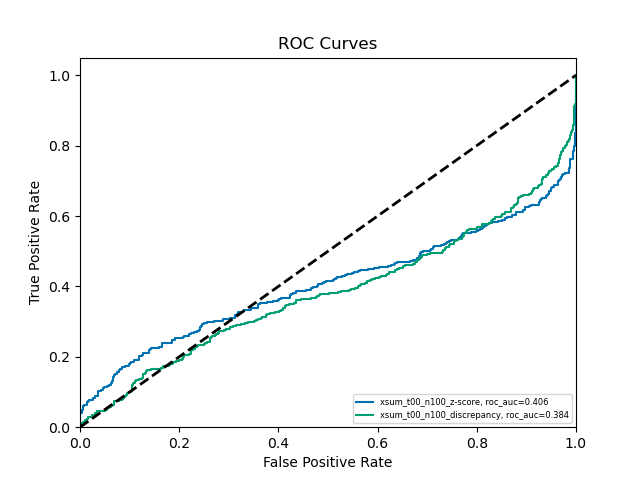 ROC Curves
True Positive Rate
1.0
0.8
0.6
0.4
0.2
0.0
0.0 0.2 0.4 0.6 0.8 1.0
False Positive Rate
xsum_t00_n100_z-score, roc_auc=0.406
xsum_t00_n100_discrepancy, roc_auc=0.384